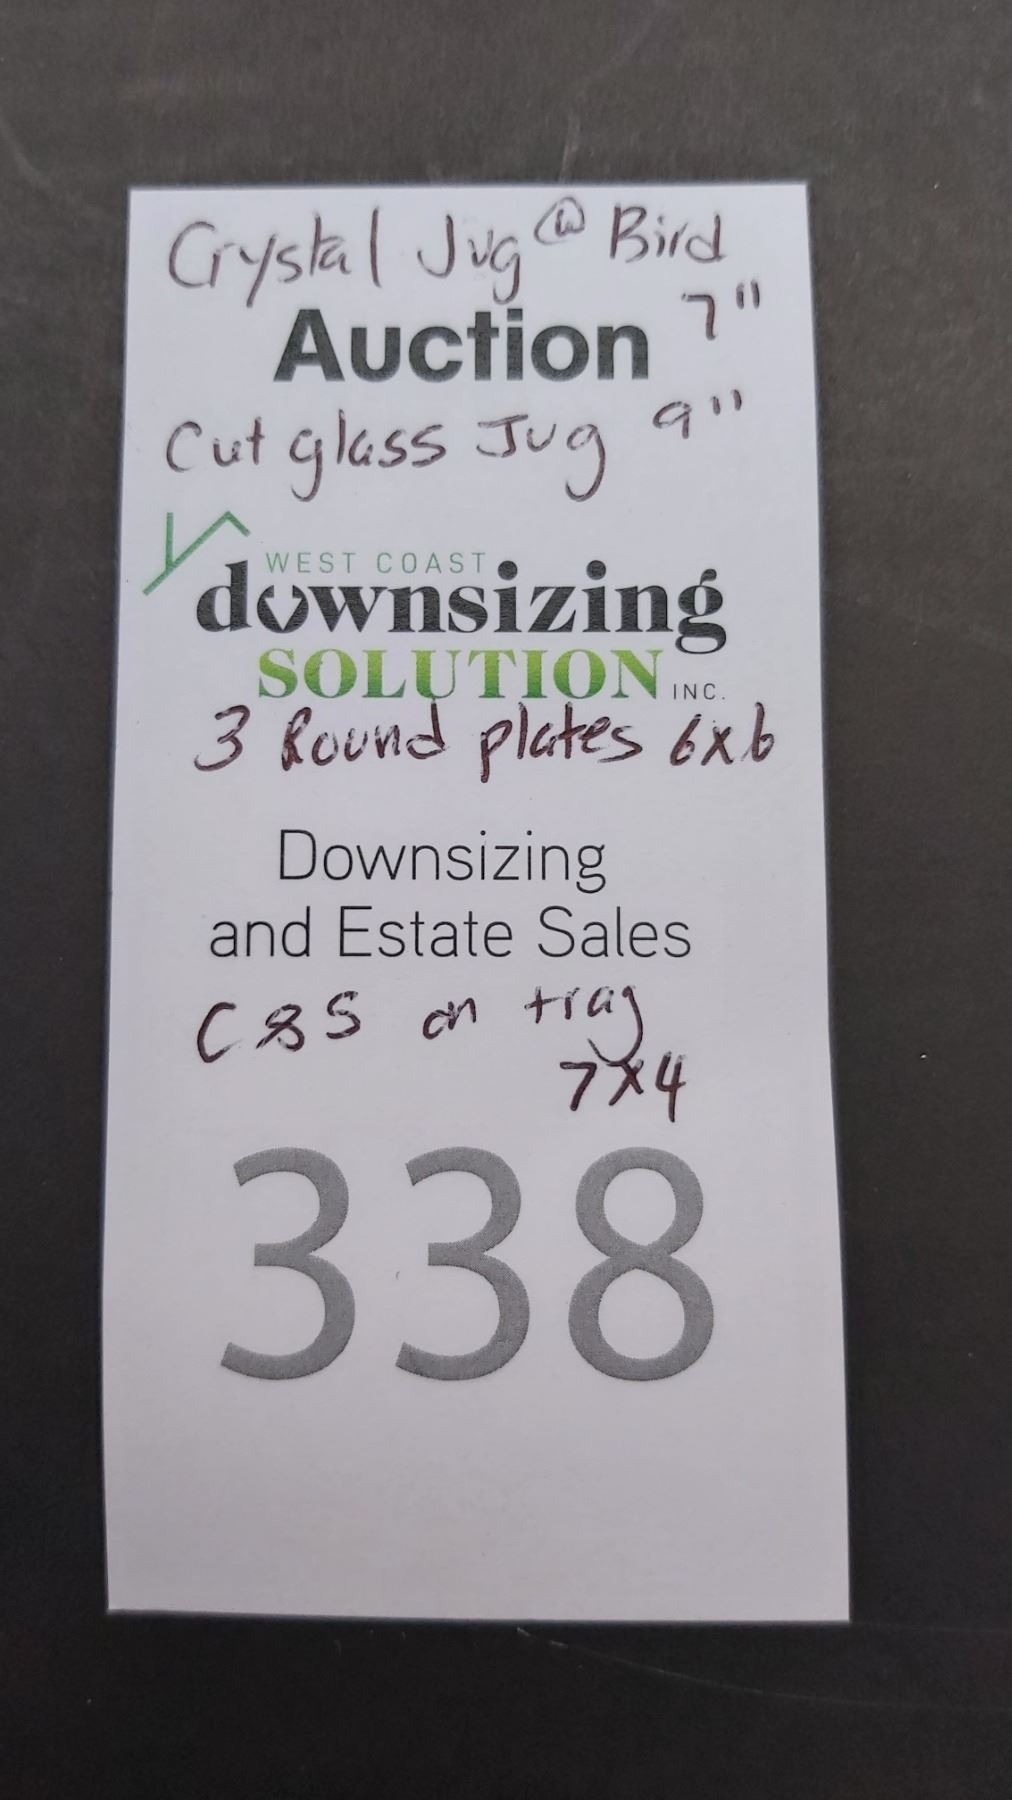 Crystal Jug ⓦ Bird
7"
Auction
Cut glass Jug 9"
WEST COAST
downsizing
SOLUTION INC.
3 Round plates 6x6
Downsizing
and Estate Sales
C&S on tray
7x4
338